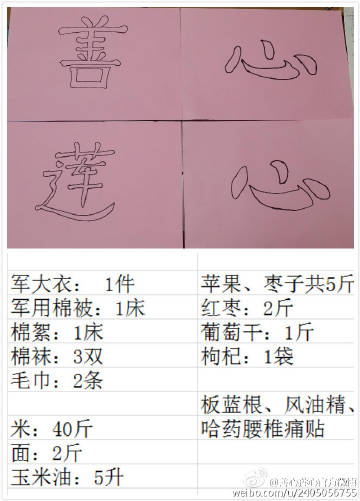 善 心
莲 心
军大衣： 1件
军用棉被：1床
棉絮：1床
棉袜：3双
毛巾：2条
米：40斤
面：2斤
玉米油：5升
苹果、枣子共5斤
红枣：2斤
葡萄干：1斤
枸杞：1袋
板蓝根、风油精、
哈药腰椎痛贴
weibo.com/u/2405056755